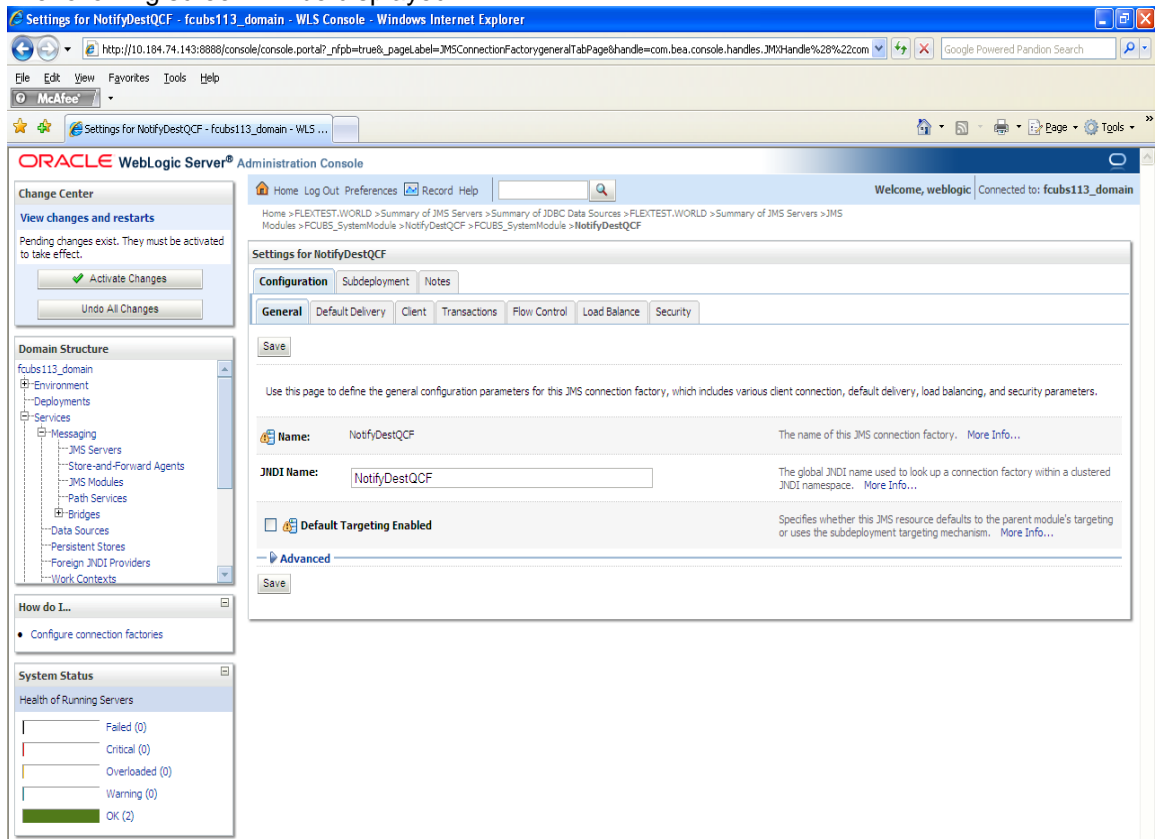 Settings for NotifyDestQCF - fcubs113_domain - WLS Console - Windows Internet Explorer
http://10.184.74.143:8888/console/console.portal?_nfpb=true&_pageLabel=JMSConnectionFactorygeneralTabPage&handle=com.bea.console.handles.JMXHandle%28%22com
Google Powered Pandion Search
File Edit View Favorites Tools Help
McAfee
Settings for NotifyDestQCF - fcubs113_domain - WLS ...
Page Tools »
ORACLE WebLogic Server® Administration Console
Change Center
View changes and restarts
Pending changes exist. They must be activated
to take effect.
Activate Changes
Undo All Changes
Domain Structure
fcubs113_domain
Environment
Deployments
Services
Messaging
JMS Servers
Store-and-Forward Agents
JMS Modules
Path Services
Bridges
Data Sources
Persistent Stores
Foreign JNDI Providers
Work Contexts
How do I...
Configure connection factories
System Status
Health of Running Servers
Failed (0)
Critical (0)
Overloaded (0)
Warning (0)
OK (2)
Home Log Out Preferences Record Help
Welcome, weblogic Connected to: fcubs113_domain
Home >FLEXTEST.WORLD >Summary of JMS Servers >Summary of JDBC Data Sources >FLEXTEST.WORLD >Summary of JMS Servers >JMS
Modules >FCUBS_SystemModule >NotifyDestQCF >FCUBS_SystemModule >NotifyDestQCF
Settings for NotifyDestQCF
Configuration Subdeployment Notes
General Default Delivery Client Transactions Flow Control Load Balance Security
Save
Use this page to define the general configuration parameters for this JMS connection factory, which includes various client connection, default delivery, load balancing, and security parameters.
Name: NotifyDestQCF The name of this JMS connection factory. More Info...
JNDI Name: NotifyDestQCF The global JNDI name used to look up a connection factory within a clustered
JNDI namespace. More Info...
Default Targeting Enabled Specifies whether this JMS resource defaults to the parent module's targeting
or uses the subdeployment targeting mechanism. More Info...
Advanced
Save